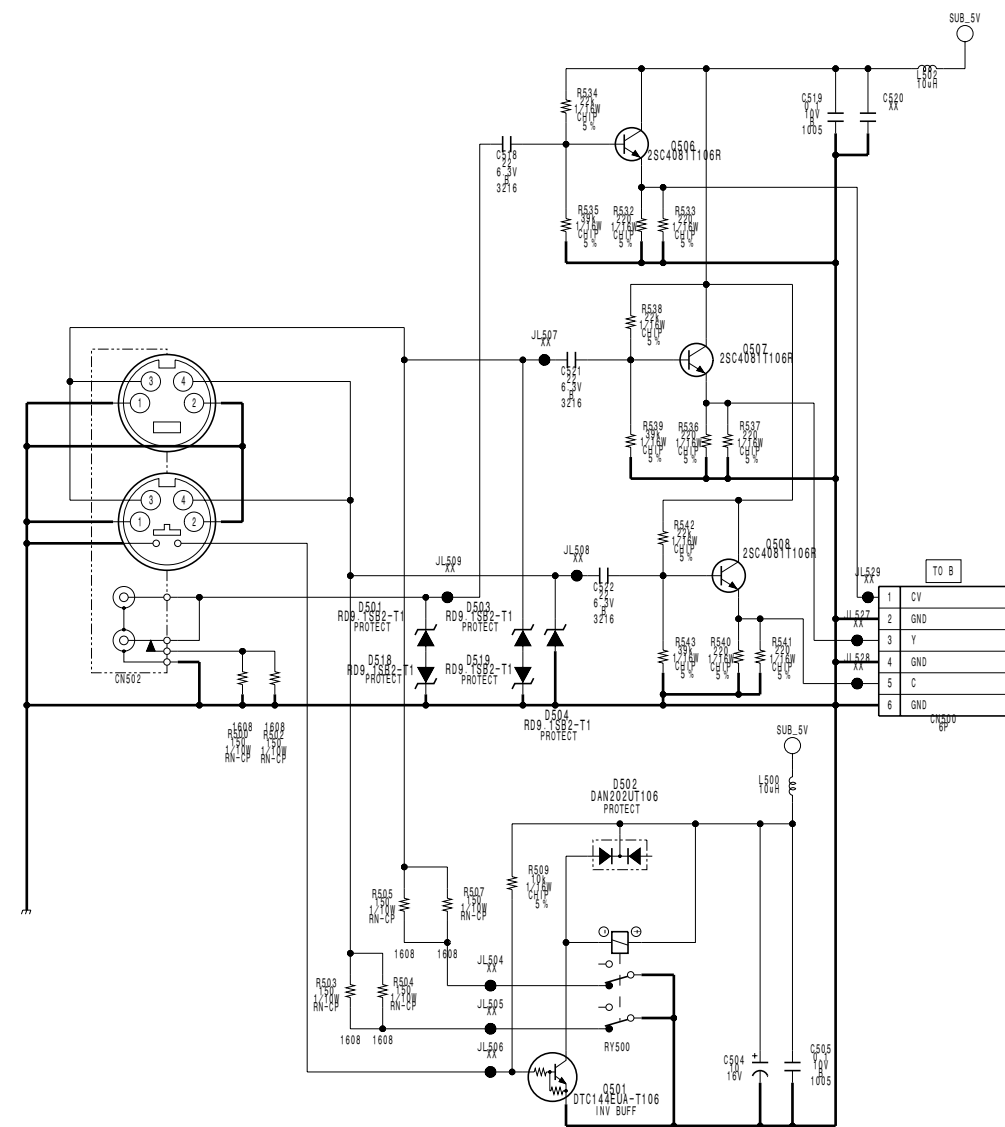 SUB_5V
L502
10uH
R534
22k
1/16W
CHIP
5%
C519
0.1
10V
B
1005
C520
XX
C518
22
6.3V
B
3216
Q506
2SC4081T106R
R535
39k
1/16W
CHIP
5%
R532
220
1/16W
CHIP
5%
R533
220
1/16W
CHIP
5%
R538
22k
1/16W
CHIP
5%
JL507
XX
C521
22
6.3V
B
3216
Q507
2SC4081T106R
3
4
1
2
R539
39k
1/16W
CHIP
5%
R536
220
1/16W
CHIP
5%
R537
220
1/16W
CHIP
5%
3
4
1
2
R542
22k
1/16W
CHIP
5%
Q508
2SC4081T106R
JL509
XX
JL508
XX
C522
22
6.3V
B
3216
TO B
JL529
XX
1 CV
2 GND
JL527
XX
3 Y
4 GND
JL528
XX
5 C
6 GND
CN500
6P
D501
RD9.1SB2-T1
PROTECT
D503
RD9.1SB2-T1
PROTECT
D518
RD9.1SB2-T1
PROTECT
D519
RD9.1SB2-T1
PROTECT
R543
39k
1/16W
CHIP
5%
R540
220
1/16W
CHIP
5%
R541
220
1/16W
CHIP
5%
CN502
D504
RD9.1SB2-T1
PROTECT
1608
R500
150
1/10W
RN-CP
1608
R502
150
1/10W
RN-CP
SUB_5V
L500
10uH
D502
DAN202UT106
PROTECT
R509
10k
1/16W
CHIP
5%
R505
150
1/10W
RN-CP
R507
150
1/10W
RN-CP
1608
1608
JL504
XX
R503
150
1/10W
RN-CP
R504
150
1/10W
RN-CP
JL505
XX
1608
1608
JL506
XX
RY500
C504
10
16V
C505
0.1
10V
B
1005
Q501
DTC144EUA-T106
INV BUFF